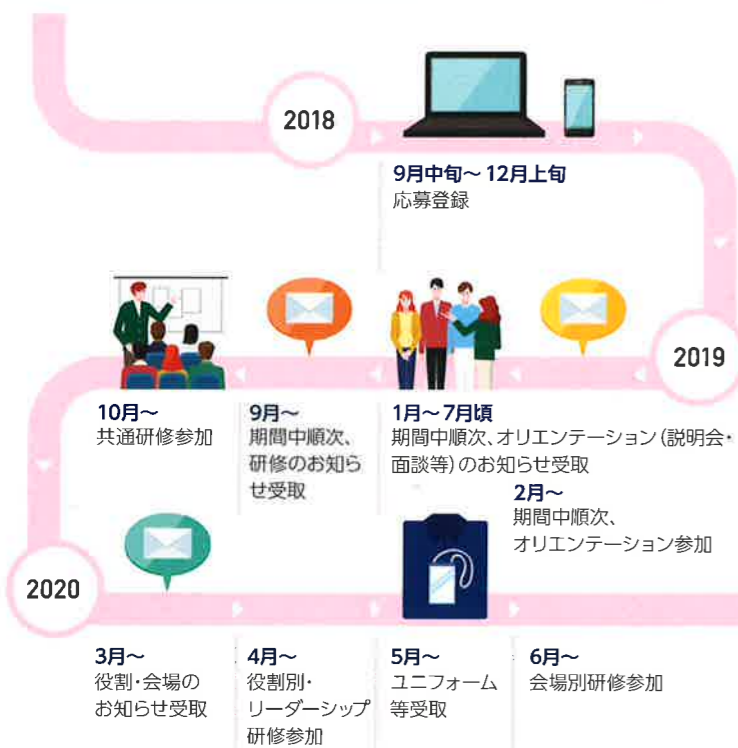 2018
9月中旬～12月上旬
応募登録
2019
1月～7月頃
期間中順次、オリエンテーション（説明会・
面談等）のお知らせ受取
2月～
期間中順次、
オリエンテーション参加
9月～
期間中順次、
研修のお知ら
せ受取
10月～
共通研修参加
2020
3月～
役割・会場の
お知らせ受取
4月～
役割別・
リーダーシップ
研修参加
5月～
ユニフォーム
等受取
6月～
会場別研修参加